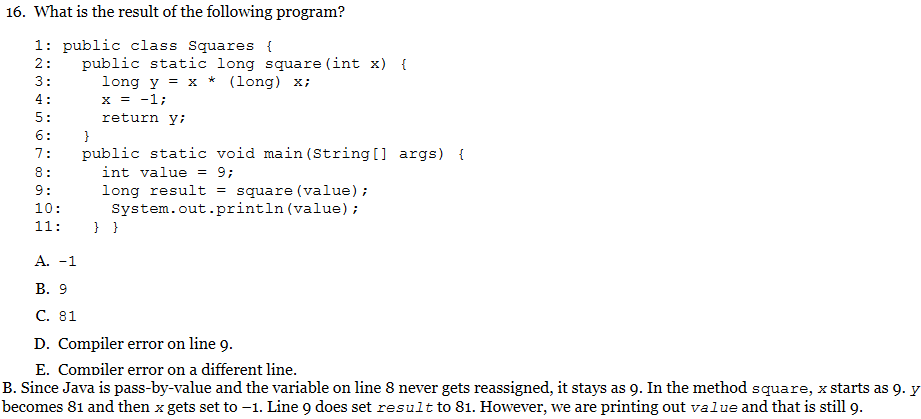 16. What is the result of the following program?
1: public class Squares {
2:   public static long square(int x) {
3:     long y = x * (long) x;
4:     x = -1;
5:     return y;
6:   }
7:   public static void main(String[] args) {
8:     int value = 9;
9:     long result = square(value);
10:     System.out.println(value);
11:   } }
A. -1
B. 9
C. 81
D. Compiler error on line 9.
E. Compiler error on a different line.
B. Since Java is pass-by-value and the variable on line 8 never gets reassigned, it stays as 9. In the method square, x starts as 9. y
becomes 81 and then x gets set to –1. Line 9 does set result to 81. However, we are printing out value and that is still 9.